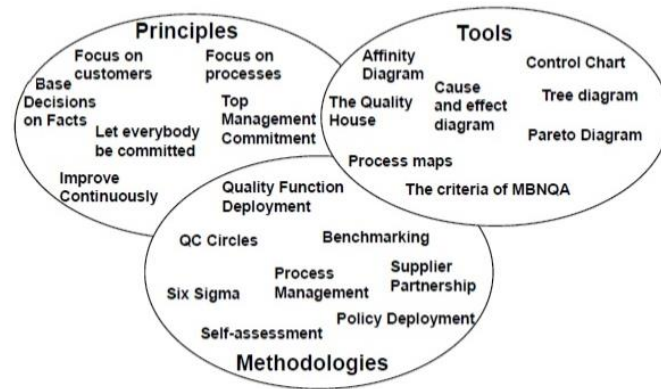 Principles
Focus on
customers
Focus on
processes
Base
Decisions
on Facts
Top
Management
Commitment
Let everybody
be committed
Improve
Continuously
Tools
Affinity
Diagram
Control Chart
The Quality
House
Cause
and effect
diagram
Tree diagram
Pareto Diagram
Process maps
The criteria of MBNQA
Quality Function
Deployment
QC Circles
Benchmarking
Six Sigma
Process
Management
Supplier
Partnership
Self-assessment
Policy Deployment
Methodologies